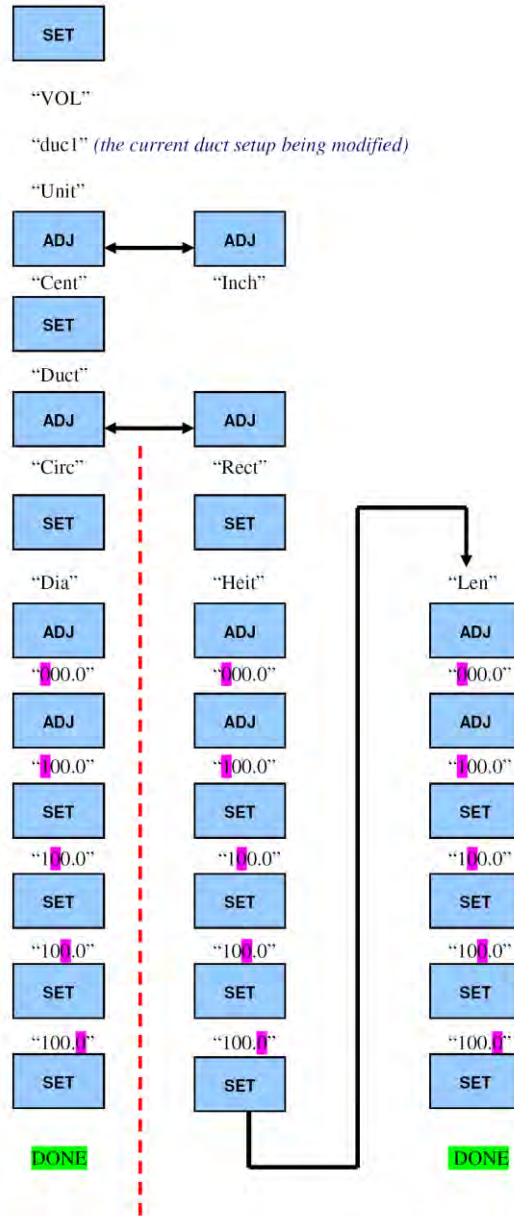 SET
“VOL”
“duc1” (the current duct setup being modified)
“Unit”
ADJ ADJ
“Cent” “Inch”
SET
“Duct”
ADJ ADJ
“Circ” “Rect”
SET SET
“Dia” “Heit” “Len”
ADJ ADJ ADJ
“000.0” “000.0” “000.0”
ADJ ADJ ADJ
“100.0” “100.0” “100.0”
SET SET SET
“100.0” “100.0” “100.0”
SET SET SET
“100.0” “100.0” “100.0”
SET SET SET
“100.0” “100.0” “100.0”
SET SET SET
DONE DONE